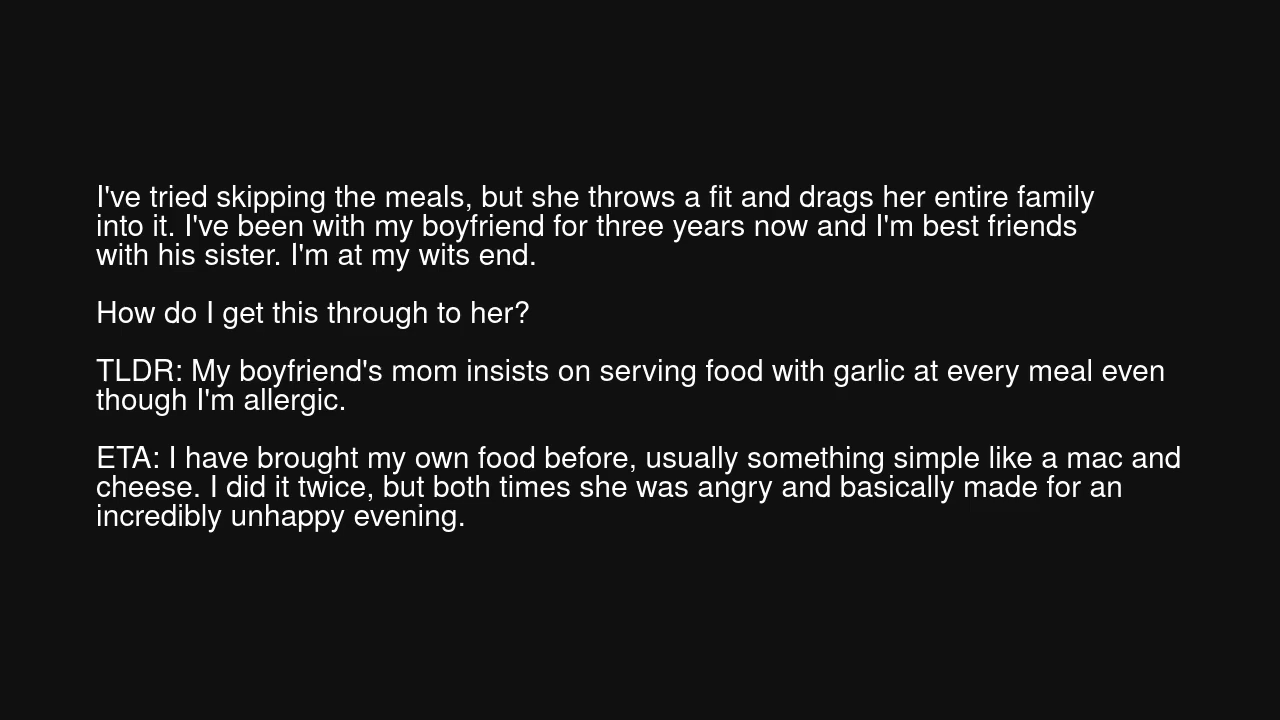 I've tried skipping the meals, but she throws a fit and drags her entire family
into it. I've been with my boyfriend for three years now and I'm best friends
with his sister. I'm at my wits end.
How do I get this through to her?
TLDR: My boyfriend's mom insists on serving food with garlic at every meal even
though I'm allergic.
ETA: I have brought my own food before, usually something simple like a mac and
cheese. I did it twice, but both times she was angry and basically made for an
incredibly unhappy evening.